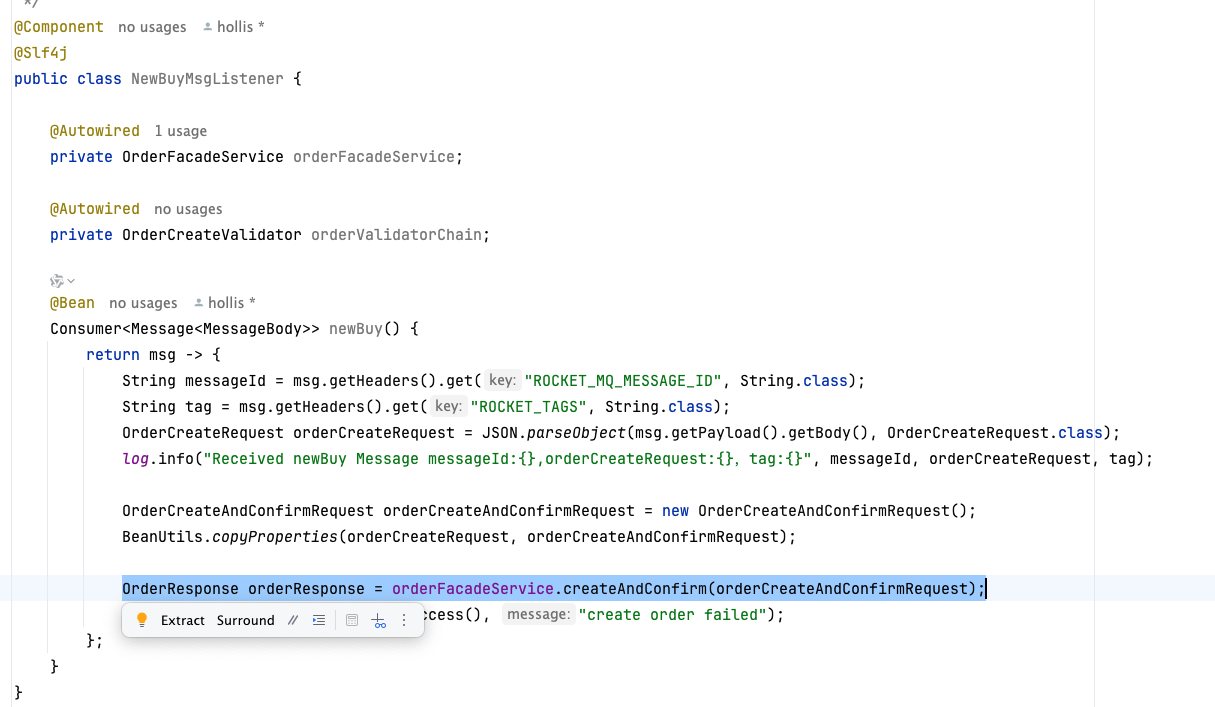 */
@Component no usages hollis *
@Slf4j
public class NewBuyMsgListener {
@Autowired 1 usage
private OrderFacadeService orderFacadeService;
@Autowired no usages
private OrderCreateValidator orderValidatorChain;
@Bean no usages hollis *
Consumer<Message<MessageBody>> newBuy() {
return msg -> {
String messageId = msg.getHeaders().get( key: "ROCKET_MQ_MESSAGE_ID", String.class);
String tag = msg.getHeaders().get( key: "ROCKET_TAGS", String.class);
OrderCreateRequest orderCreateRequest = JSON.parseObject(msg.getPayload().getBody(), OrderCreateRequest.class);
log.info("Received newBuy Message messageId:{},orderCreateRequest:{}, tag:{}", messageId, orderCreateRequest, tag);
OrderCreateAndConfirmRequest orderCreateAndConfirmRequest = new OrderCreateAndConfirmRequest();
BeanUtils.copyProperties(orderCreateRequest, orderCreateAndConfirmRequest);
OrderResponse orderResponse = orderFacadeService.createAndConfirm(orderCreateAndConfirmRequest);
Extract Surround // ccess(), message: "create order failed");
};
}
}